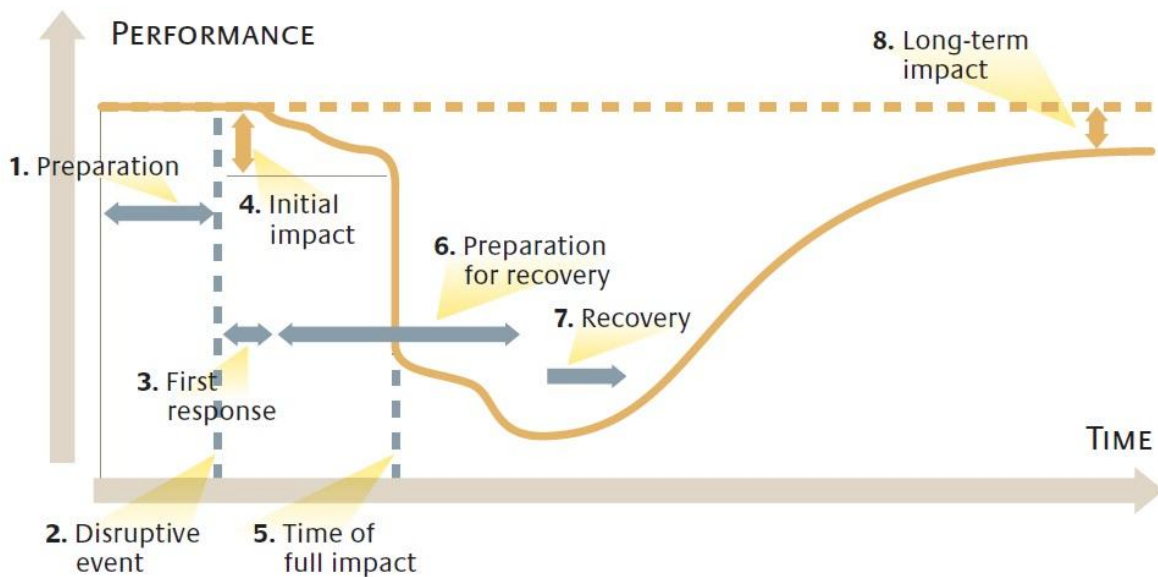 PERFORMANCE
8. Long-term
impact
1. Preparation
4. Initial
impact
6. Preparation
for recovery
7. Recovery
3. First
response
TIME
2. Disruptive
event
5. Time of
full impact